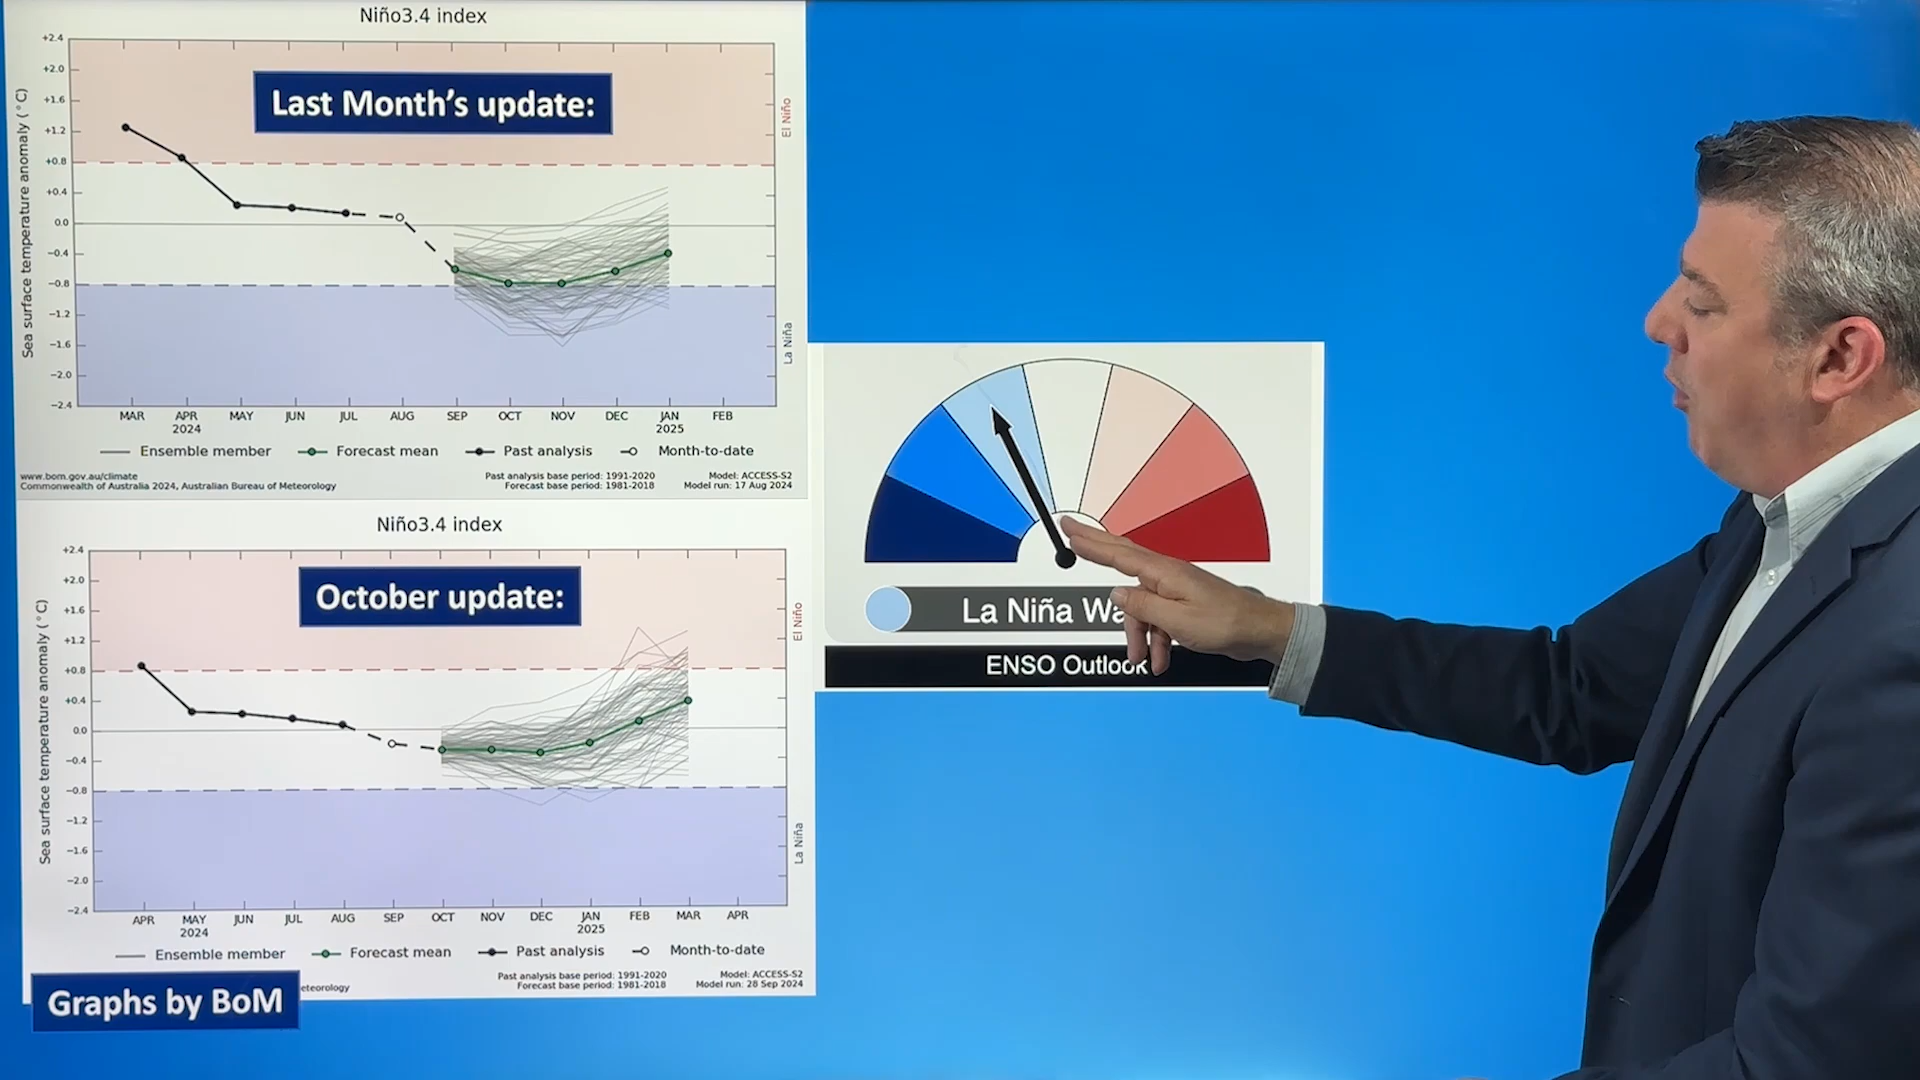 Niño3.4 index
Last Month's update:
+2.4
+2.0
+1.6
+1.2
+0.8
+0.4
0.0
−0.4
−0.8
−1.2
−1.6
−2.0
−2.4
Sea surface temperature anomaly (°C)
El Niño
La Niña
MAR APR MAY JUN JUL AUG SEP OCT NOV DEC JAN FEB
2024 2025
Ensemble member Forecast mean Past analysis Month-to-date
www.bom.gov.au/climate
Commonwealth of Australia 2024, Australian Bureau of Meteorology
Past analysis base period: 1991-2020
Forecast base period: 1981-2018
Model: ACCESS-S2
Model run: 17 Aug 2024
Niño3.4 index
October update:
+2.4
+2.0
+1.6
+1.2
+0.8
+0.4
0.0
−0.4
−0.8
−1.2
−1.6
−2.0
−2.4
Sea surface temperature anomaly (°C)
El Niño
La Niña
APR MAY JUN JUL AUG SEP OCT NOV DEC JAN FEB MAR APR
2024 2025
Ensemble member Forecast mean Past analysis Month-to-date
eteorology
Past analysis base period: 1991-2020
Forecast base period: 1981-2018
Model: ACCESS-S2
Model run: 28 Sep 2024
Graphs by BoM
La Niña Wa
ENSO Outlook